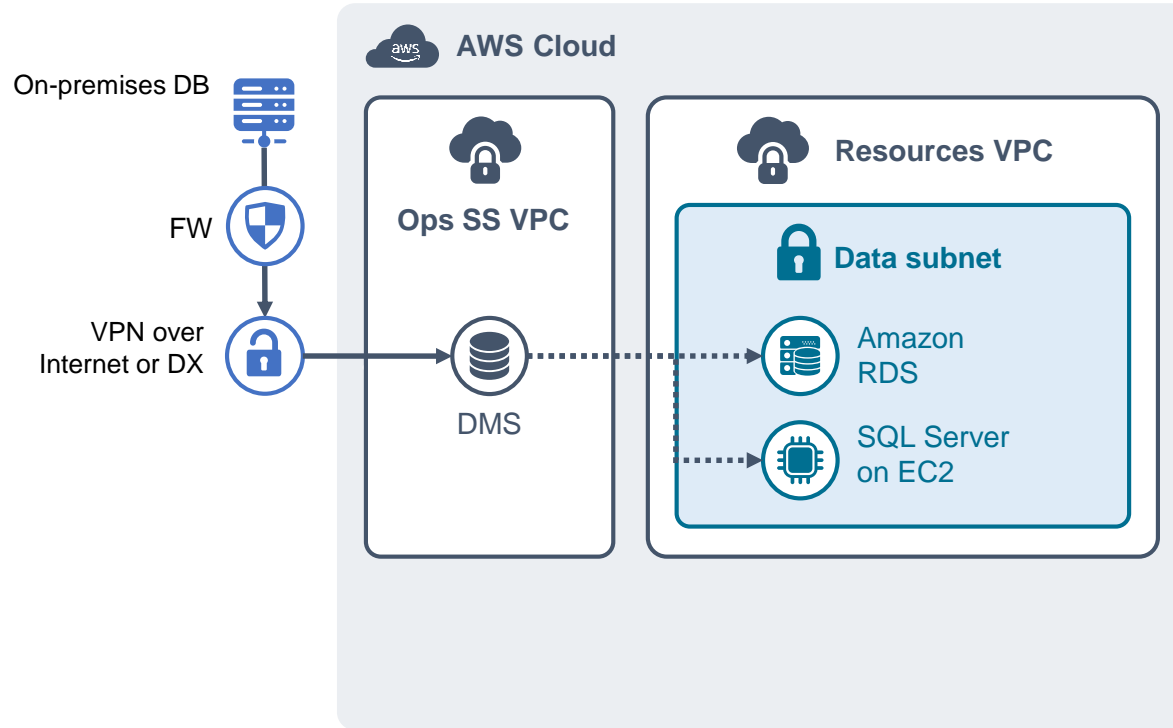 aws
AWS Cloud
On-premises DB
Resources VPC
Ops SS VPC
FW
Data subnet
VPN over
Internet or DX
Amazon
RDS
DMS
SQL Server
on EC2